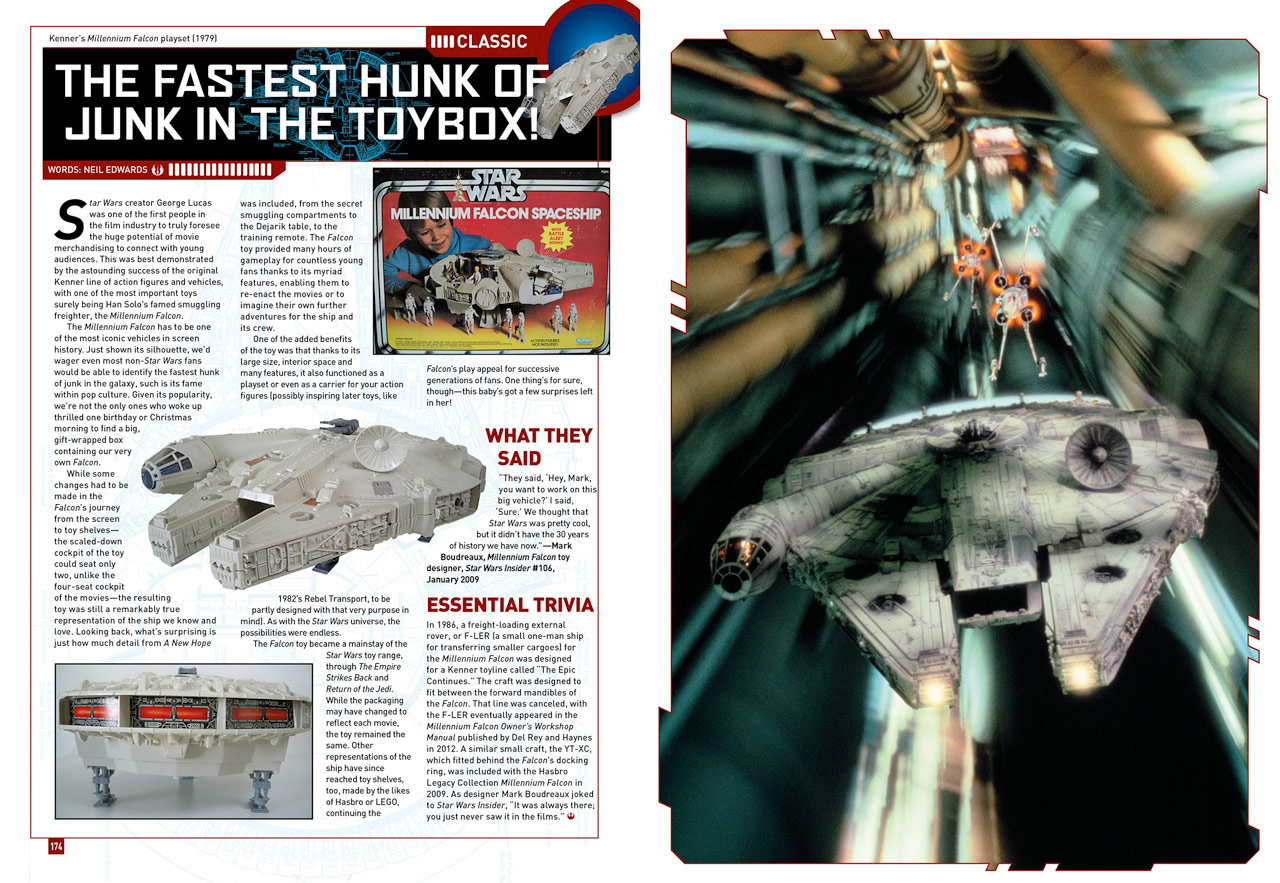 Kenner's Millennium Falcon playset (1979)
CLASSIC
THE FASTEST HUNK OF
JUNK IN THE TOYBOX!
WORDS: NEIL EDWARDS
Star Wars creator George Lucas
was one of the first people in
the film industry to truly foresee
the huge potential of movie
merchandising to connect with young
audiences. This was best demonstrated
by the astounding success of the original
Kenner line of action figures and vehicles,
with one of the most important toys
surely being Han Solo's famed smuggling
freighter, the Millennium Falcon.
The Millennium Falcon has to be one
of the most iconic vehicles in screen
history. Just shown its silhouette, we'd
wager even most non-Star Wars fans
would be able to identify the fastest hunk
of junk in the galaxy, such is its fame
within pop culture. Given its popularity,
we're not the only ones who woke up
thrilled one birthday or Christmas
morning to find a big,
gift-wrapped box
containing our very
own Falcon.
While some
changes had to be
made in the
Falcon's journey
from the screen
to toy shelves—
the scaled-down
cockpit of the toy
could seat only
two, unlike the
four-seat cockpit
of the movies—the resulting
toy was still a remarkably true
representation of the ship we know and
love. Looking back, what's surprising is
just how much detail from A New Hope
was included, from the secret
smuggling compartments to
the Dejarik table, to the
training remote. The Falcon
toy provided many hours of
gameplay for countless young
fans thanks to its myriad
features, enabling them to
re-enact the movies or to
imagine their own further
adventures for the ship and
its crew.
One of the added benefits
of the toy was that thanks to its
large size, interior space and
many features, it also functioned as a
playset or even as a carrier for your action
figures (possibly inspiring later toys, like
1982's Rebel Transport, to be
partly designed with that very purpose in
mind). As with the Star Wars universe, the
possibilities were endless.
The Falcon toy became a mainstay of the
Star Wars toy range,
through The Empire
Strikes Back and
Return of the Jedi.
While the packaging
may have changed to
reflect each movie,
the toy remained the
same. Other
representations of the
ship have since
reached toy shelves,
too, made by the likes
of Hasbro or LEGO,
continuing the
STAR
WARS
MILLENNIUM FALCON SPACESHIP
WITH
BATTLE
ALERT
SOUND!
ACTION FIGURES
NOT INCLUDED
Kenner
Falcon's play appeal for successive
generations of fans. One thing's for sure,
though—this baby's got a few surprises left
in her!
WHAT THEY
SAID
"They said, 'Hey, Mark,
you want to work on this
big vehicle?' I said,
'Sure.' We thought that
Star Wars was pretty cool,
but it didn't have the 30 years
of history we have now."—Mark
Boudreaux, Millennium Falcon toy
designer, Star Wars Insider #106,
January 2009
ESSENTIAL TRIVIA
In 1986, a freight-loading external
rover, or F-LER (a small one-man ship
for transferring smaller cargoes) for
the Millennium Falcon was designed
for a Kenner toyline called "The Epic
Continues." The craft was designed to
fit between the forward mandibles of
the Falcon. That line was canceled, with
the F-LER eventually appeared in the
Millennium Falcon Owner's Workshop
Manual published by Del Rey and Haynes
in 2012. A similar small craft, the YT-XC,
which fitted behind the Falcon's docking
ring, was included with the Hasbro
Legacy Collection Millennium Falcon in
2009. As designer Mark Boudreaux joked
to Star Wars Insider, "It was always there;
you just never saw it in the films."
174